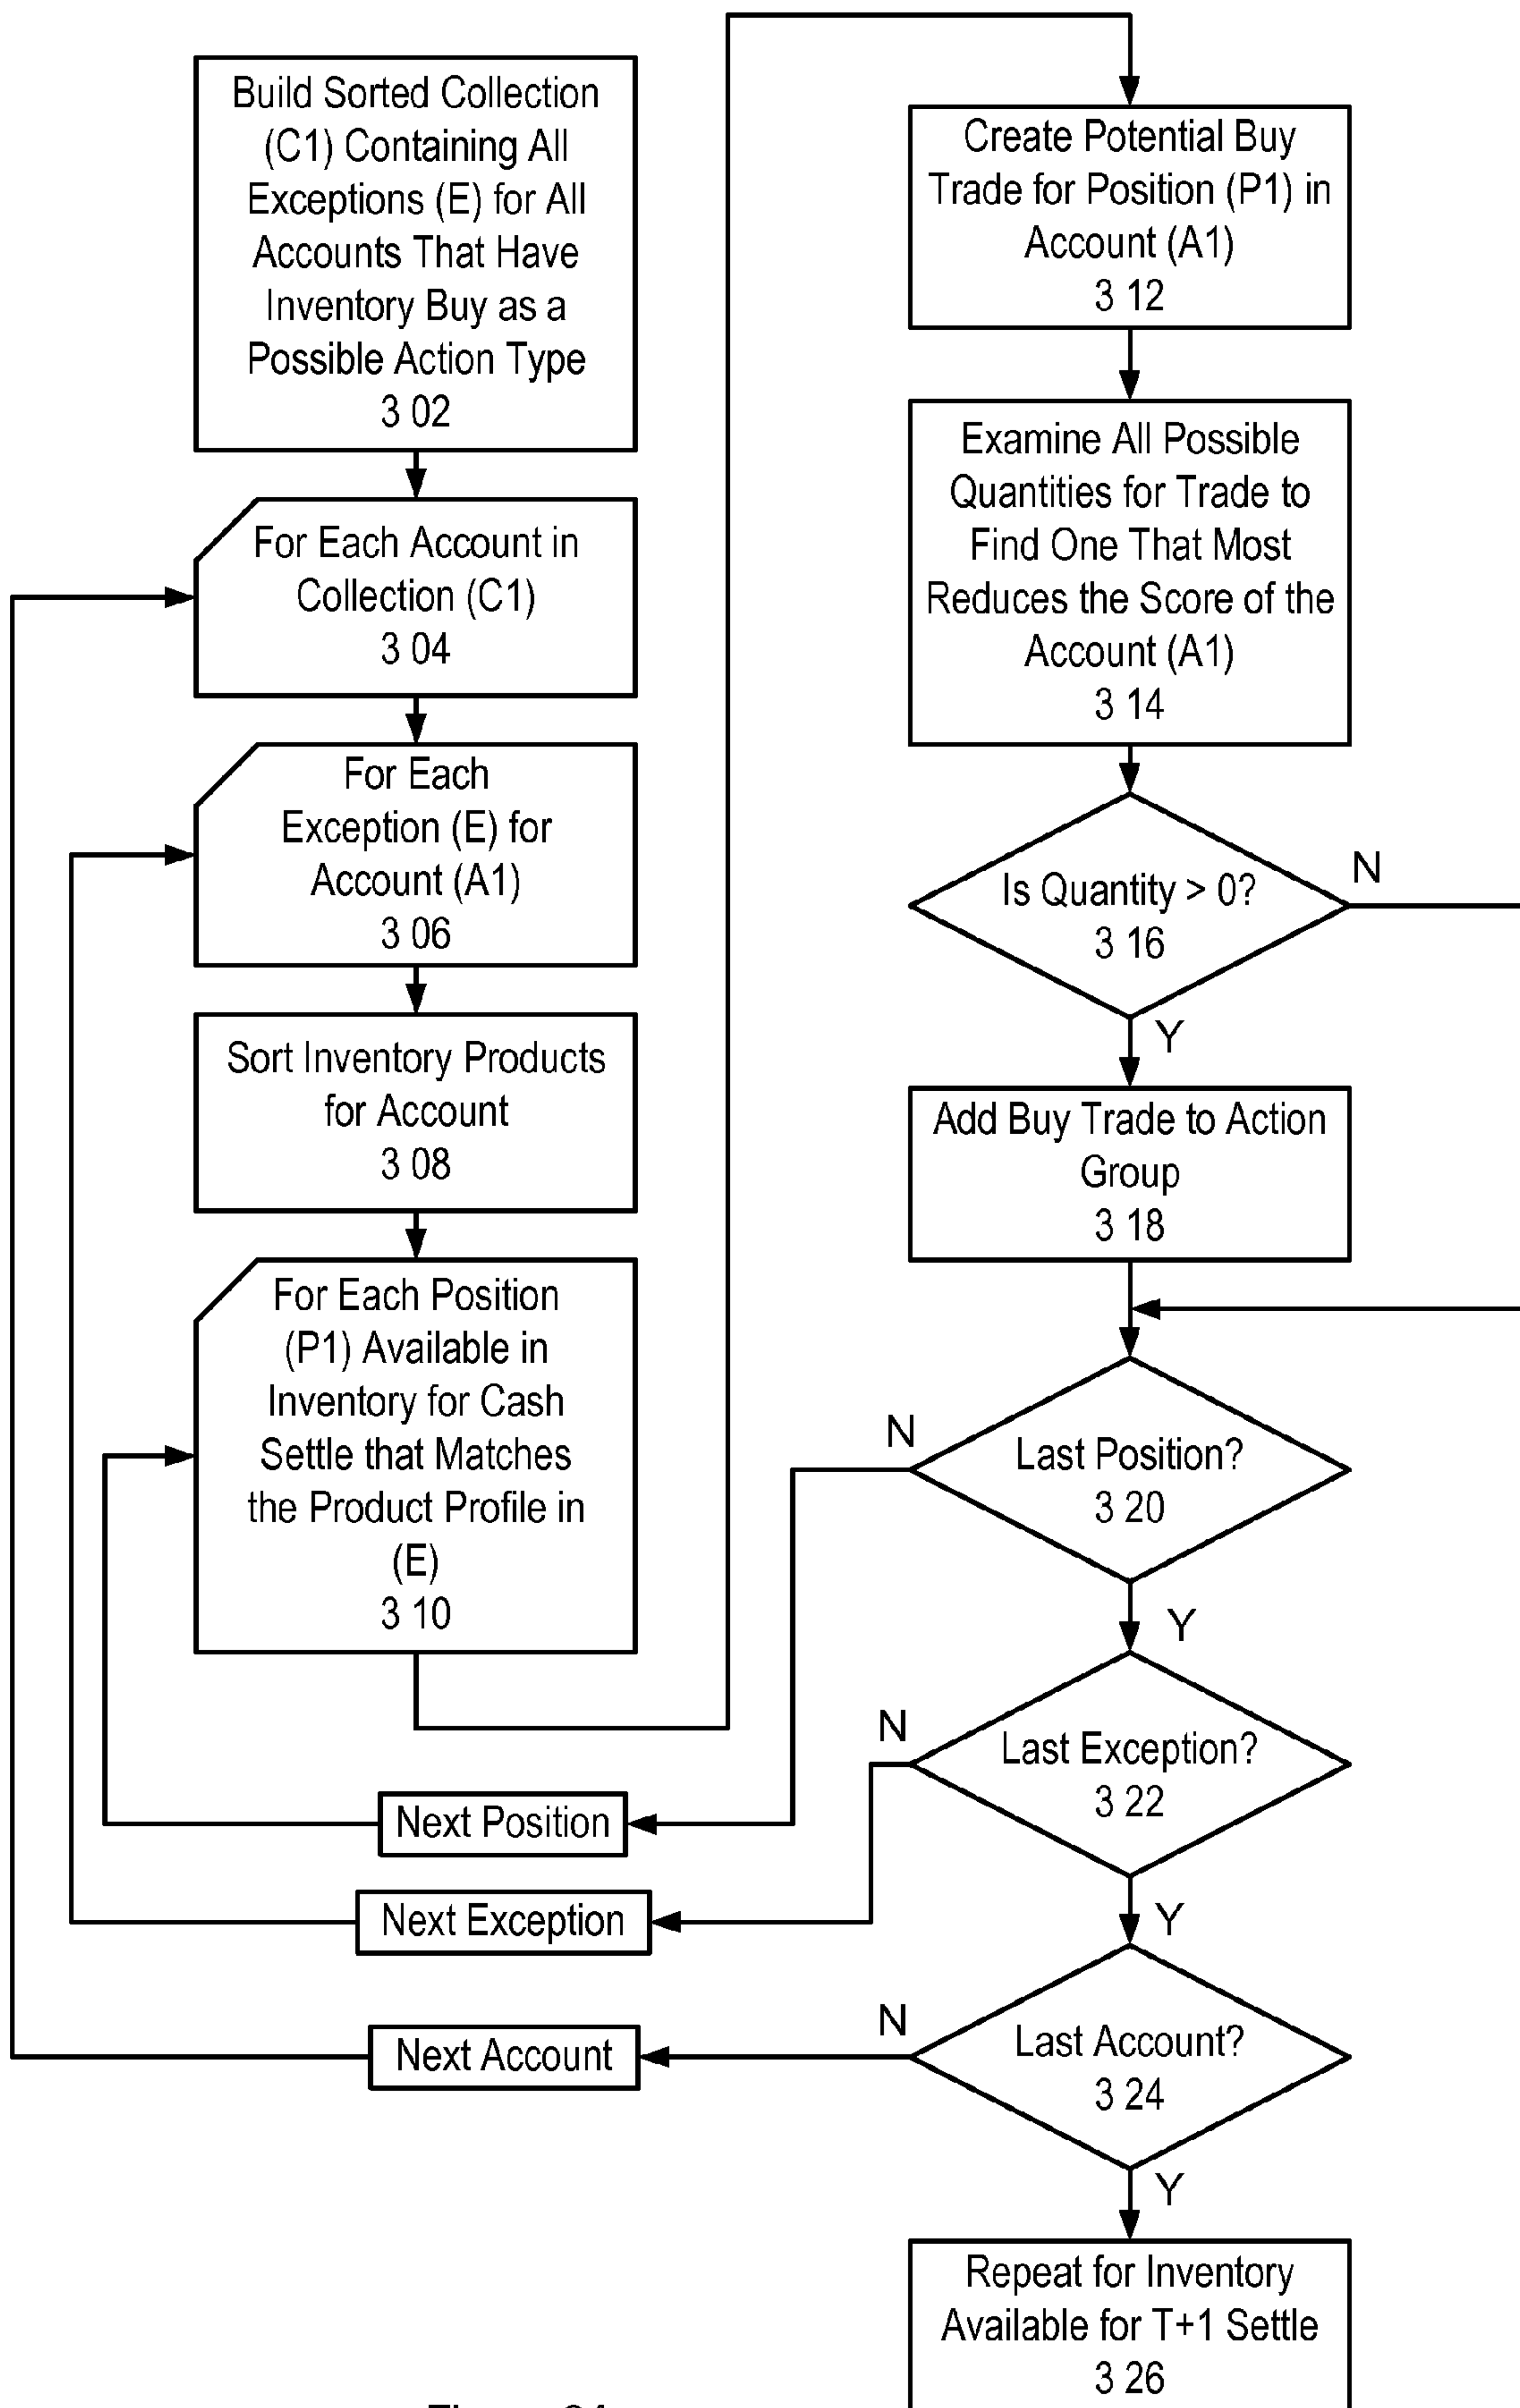 Build Sorted Collection
(C1) Containing All
Exceptions (E) for All
Accounts That Have
Inventory Buy as a
Possible Action Type
3 02
For Each Account in
Collection (C1)
3 04
For Each
Exception (E) for
Account (A1)
3 06
Sort Inventory Products
for Account
3 08
For Each Position
(P1) Available in
Inventory for Cash
Settle that Matches
the Product Profile in
(E)
3 10
Next Position
Next Exception
Next Account
Create Potential Buy
Trade for Position (P1) in
Account (A1)
3 12
Examine All Possible
Quantities for Trade to
Find One That Most
Reduces the Score of the
Account (A1)
3 14
Is Quantity > 0?
3 16
N
Y
Add Buy Trade to Action
Group
3 18
Last Position?
3 20
N
Y
Last Exception?
3 22
N
Y
Last Account?
3 24
N
Y
Repeat for Inventory
Available for T+1 Settle
3 26